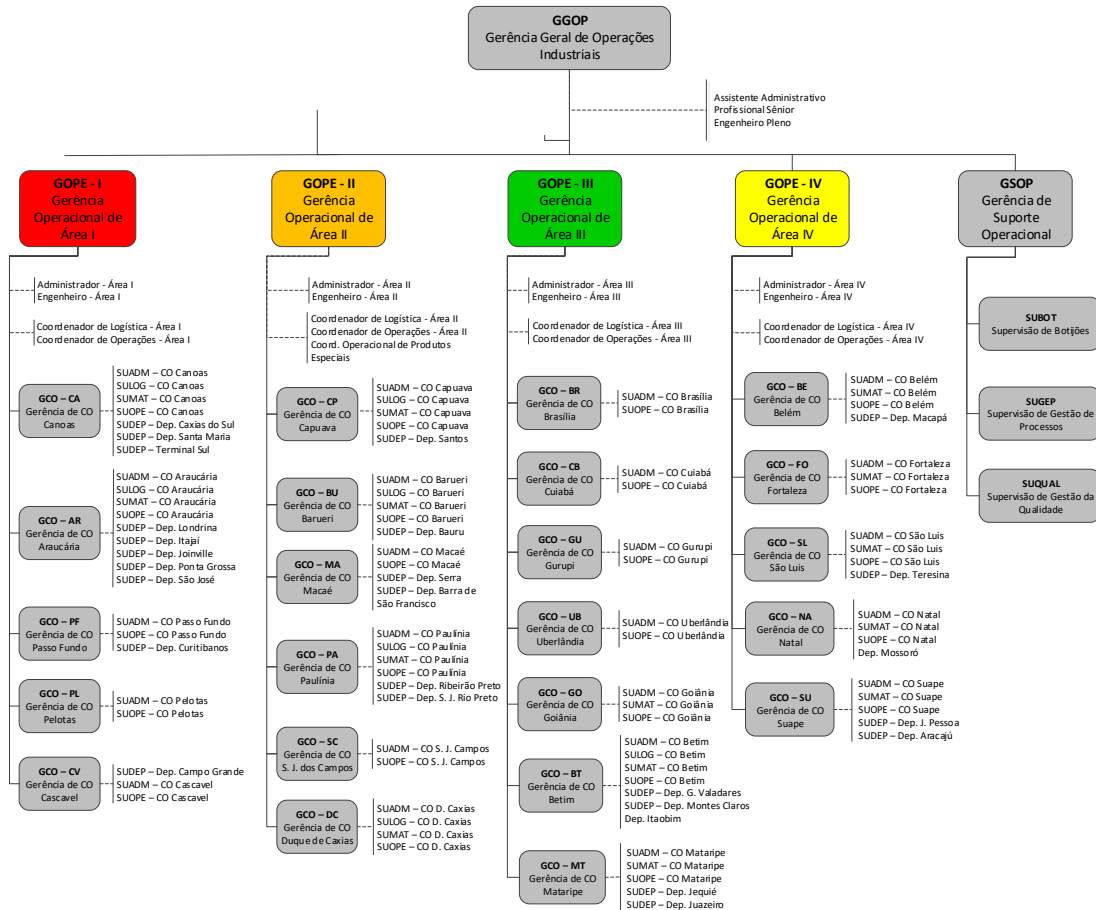 GGOP
Gerência Geral de Operações
Industriais
Assistente Administrativo
Profissional Sênior
Engenheiro Pleno
GOPE - I
Gerência
Operacional de
Área I
Administrador - Área I
Engenheiro - Área I
Coordenador de Logística - Área I
Coordenador de Operações - Área I
GCO – CA
Gerência de CO
Canoas
SUADM – CO Canoas
SULOG – CO Canoas
SUMAT – CO Canoas
SUOPE – CO Canoas
SUDEP – Dep. Caxias do Sul
SUDEP – Dep. Santa Maria
SUDEP – Terminal Sul
GCO – AR
Gerência de CO
Araucária
SUADM – CO Araucária
SULOG – CO Araucária
SUMAT – CO Araucária
SUOPE – CO Araucária
SUDEP – Dep. Londrina
SUDEP – Dep. Itajaí
SUDEP – Dep. Joinville
SUDEP – Dep. Ponta Grossa
SUDEP – Dep. São José
GCO – PF
Gerência de CO
Passo Fundo
SUADM – CO Passo Fundo
SUOPE – CO Passo Fundo
SUDEP – Dep. Curitibanos
GCO – PL
Gerência de CO
Pelotas
SUADM – CO Pelotas
SUOPE – CO Pelotas
GCO – CV
Gerência de CO
Cascavel
SUDEP – Dep. Campo Grande
SUADM – CO Cascavel
SUOPE – CO Cascavel
GOPE - II
Gerência
Operacional de
Área II
Administrador - Área II
Engenheiro - Área II
Coordenador de Logística - Área II
Coordenador de Operações - Área II
Coord. Operacional de Produtos
Especiais
GCO – CP
Gerência de CO
Capuava
SUADM – CO Capuava
SULOG – CO Capuava
SUMAT – CO Capuava
SUOPE – CO Capuava
SUDEP – Dep. Santos
GCO – BU
Gerência de CO
Barueri
SUADM – CO Barueri
SULOG – CO Barueri
SUMAT – CO Barueri
SUOPE – CO Barueri
SUDEP – Dep. Bauru
GCO – MA
Gerência de CO
Macaé
SUADM – CO Macaé
SUOPE – CO Macaé
SUDEP – Dep. Serra
SUDEP – Dep. Barra de
São Francisco
GCO – PA
Gerência de CO
Paulínia
SUADM – CO Paulínia
SULOG – CO Paulínia
SUMAT – CO Paulínia
SUOPE – CO Paulínia
SUDEP – Dep. Ribeirão Preto
SUDEP – Dep. S. J. Rio Preto
GCO – SC
Gerência de CO
S. J. dos Campos
SUADM – CO S. J. Campos
SUOPE – CO S. J. Campos
GCO – DC
Gerência de CO
Duque de Caxias
SUADM – CO D. Caxias
SULOG – CO D. Caxias
SUMAT – CO D. Caxias
SUOPE – CO D. Caxias
GOPE - III
Gerência
Operacional de
Área III
Administrador - Área III
Engenheiro - Área III
Coordenador de Logística - Área III
Coordenador de Operações - Área III
GCO – BR
Gerência de CO
Brasília
SUADM – CO Brasília
SUOPE – CO Brasília
GCO – CB
Gerência de CO
Cuiabá
SUADM – CO Cuiabá
SUOPE – CO Cuiabá
GCO – GU
Gerência de CO
Gurupi
SUADM – CO Gurupi
SUOPE – CO Gurupi
GCO – UB
Gerência de CO
Uberlândia
SUADM – CO Uberlândia
SUOPE – CO Uberlândia
GCO – GO
Gerência de CO
Goiânia
SUADM – CO Goiânia
SUMAT – CO Goiânia
SUOPE – CO Goiânia
GCO – BT
Gerência de CO
Betim
SUADM – CO Betim
SULOG – CO Betim
SUMAT – CO Betim
SUOPE – CO Betim
SUDEP – Dep. G. Valadares
SUDEP – Dep. Montes Claros
Dep. Itaobim
GCO – MT
Gerência de CO
Mataripe
SUADM – CO Mataripe
SUMAT – CO Mataripe
SUOPE – CO Mataripe
SUDEP – Dep. Jequié
SUDEP – Dep. Juazeiro
GOPE - IV
Gerência
Operacional de
Área IV
Administrador - Área IV
Engenheiro - Área IV
Coordenador de Logística - Área IV
Coordenador de Operações - Área IV
GCO – BE
Gerência de CO
Belém
SUADM – CO Belém
SUMAT – CO Belém
SUOPE – CO Belém
SUDEP – Dep. Macapá
GCO – FO
Gerência de CO
Fortaleza
SUADM – CO Fortaleza
SUMAT – CO Fortaleza
SUOPE – CO Fortaleza
GCO – SL
Gerência de CO
São Luis
SUADM – CO São Luis
SUMAT – CO São Luis
SUOPE – CO São Luis
SUDEP – Dep. Teresina
GCO – NA
Gerência de CO
Natal
SUADM – CO Natal
SUMAT – CO Natal
SUOPE – CO Natal
Dep. Mossoró
GCO – SU
Gerência de CO
Suape
SUADM – CO Suape
SUMAT – CO Suape
SUOPE – CO Suape
SUDEP – Dep. J. Pessoa
SUDEP – Dep. Aracajú
GSOP
Gerência de
Suporte
Operacional
SUBOT
Supervisão de Botijões
SUGEP
Supervisão de Gestão de
Processos
SUQUAL
Supervisão de Gestão da
Qualidade